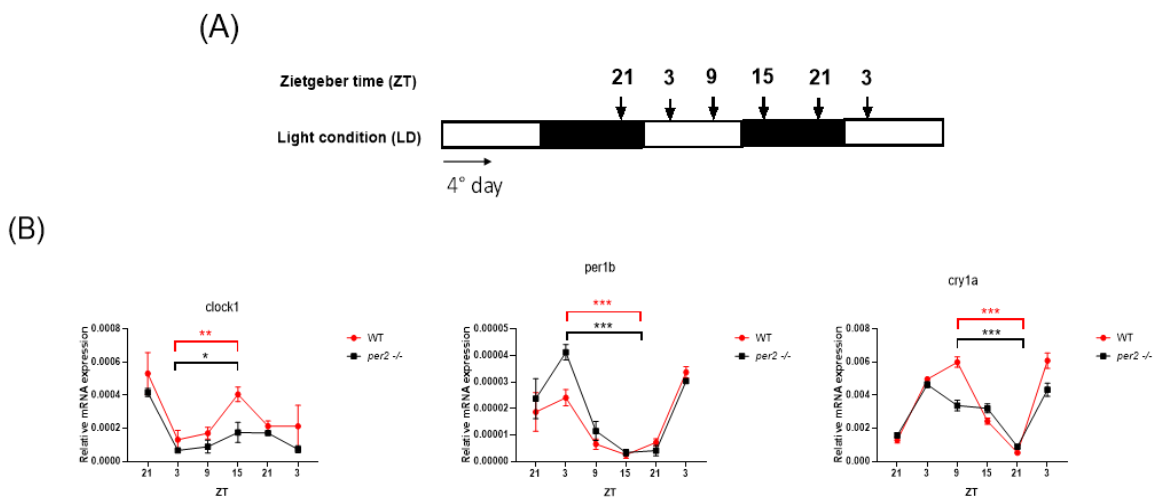 (A)
Zietgeber time (ZT)
21 3 9 15 21 3
Light condition (LD)
4° day
(B)
clock1
Relative mRNA expression
0.0008
0.0006
0.0004
0.0002
0.0000
**
*
21 3 9 15 21 3
ZT
WT
per2 -/-
per1b
Relative mRNA expression
0.00005
0.00004
0.00003
0.00002
0.00001
0.00000
***
***
21 3 9 15 21 3
ZT
WT
per2 -/-
cry1a
Relative mRNA expression
0.008
0.006
0.004
0.002
0.000
***
***
21 3 9 15 21 3
ZT
WT
per2 -/-